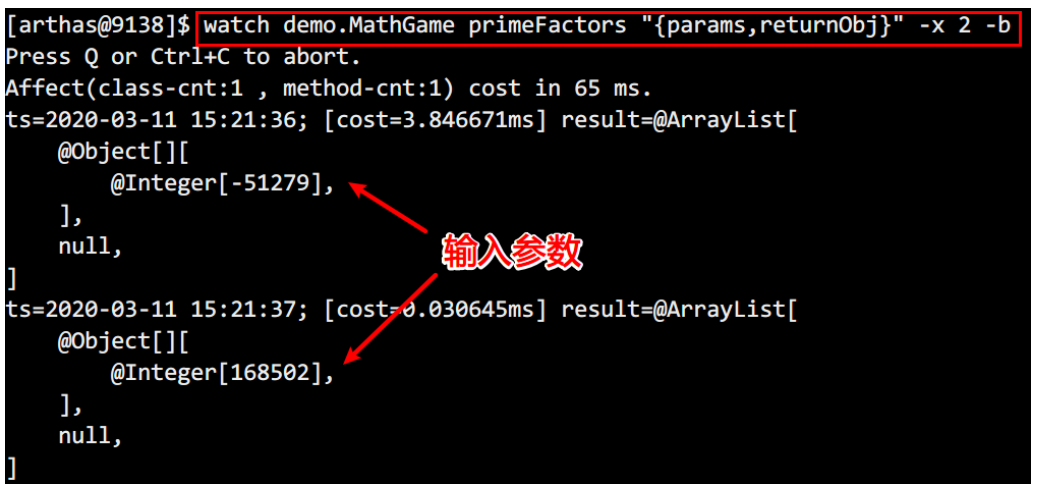 [arthas@9138]$ watch demo.MathGame primeFactors "{params,returnObj}" -x 2 -b
Press Q or Ctrl+C to abort.
Affect(class-cnt:1 , method-cnt:1) cost in 65 ms.
ts=2020-03-11 15:21:36; [cost=3.846671ms] result=@ArrayList[
    @Object[][
        @Integer[-51279],
    ],
    null,
]
输入参数
ts=2020-03-11 15:21:37; [cost=0.030645ms] result=@ArrayList[
    @Object[][
        @Integer[168502],
    ],
    null,
]